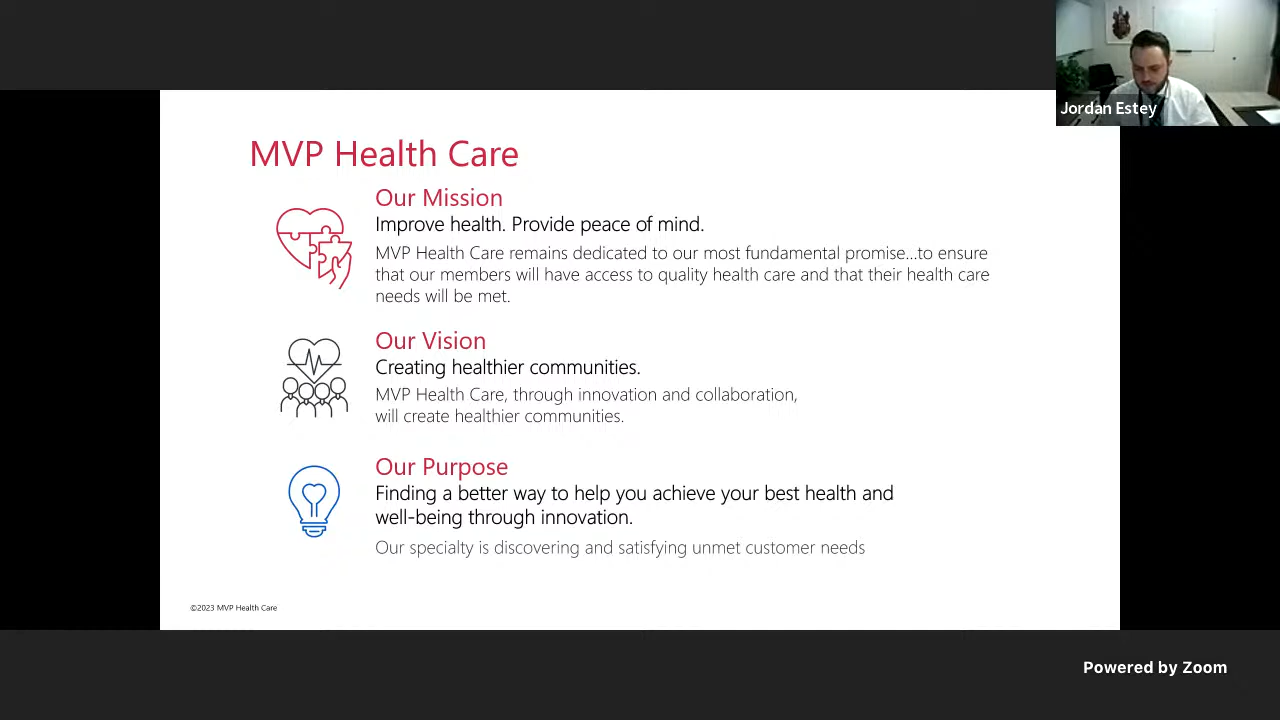 Jordan Estey
MVP Health Care
Our Mission
Improve health. Provide peace of mind.
MVP Health Care remains dedicated to our most fundamental promise...to ensure
that our members will have access to quality health care and that their health care
needs will be met.
Our Vision
Creating healthier communities.
MVP Health Care, through innovation and collaboration,
will create healthier communities.
Our Purpose
Finding a better way to help you achieve your best health and
well-being through innovation.
Our specialty is discovering and satisfying unmet customer needs
©2023 MVP Health Care
Powered by Zoom